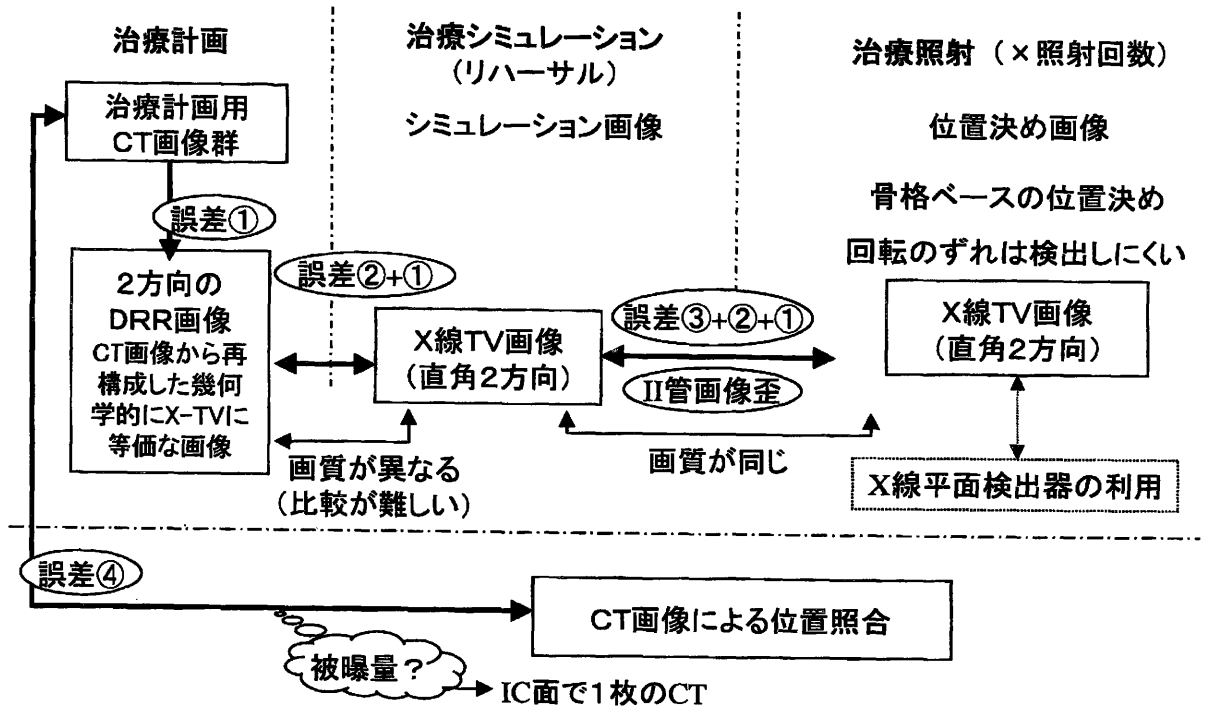 治療計画
治療シミュレーション
(リハーサル)
治療照射 (×照射回数)
治療計画用
CT画像群
シミュレーション画像
位置決め画像
骨格ベースの位置決め
回転のずれは検出しにくい
誤差①
2方向の
DRR画像
CT画像から再
構成した幾何
学的にX-TVに
等価な画像
誤差②+①
X線TV画像
(直角2方向)
誤差③+②+①
II管画像歪
X線TV画像
(直角2方向)
画質が異なる
(比較が難しい)
画質が同じ
X線平面検出器の利用
誤差④
CT画像による位置照合
被曝量?
IC面で1枚のCT